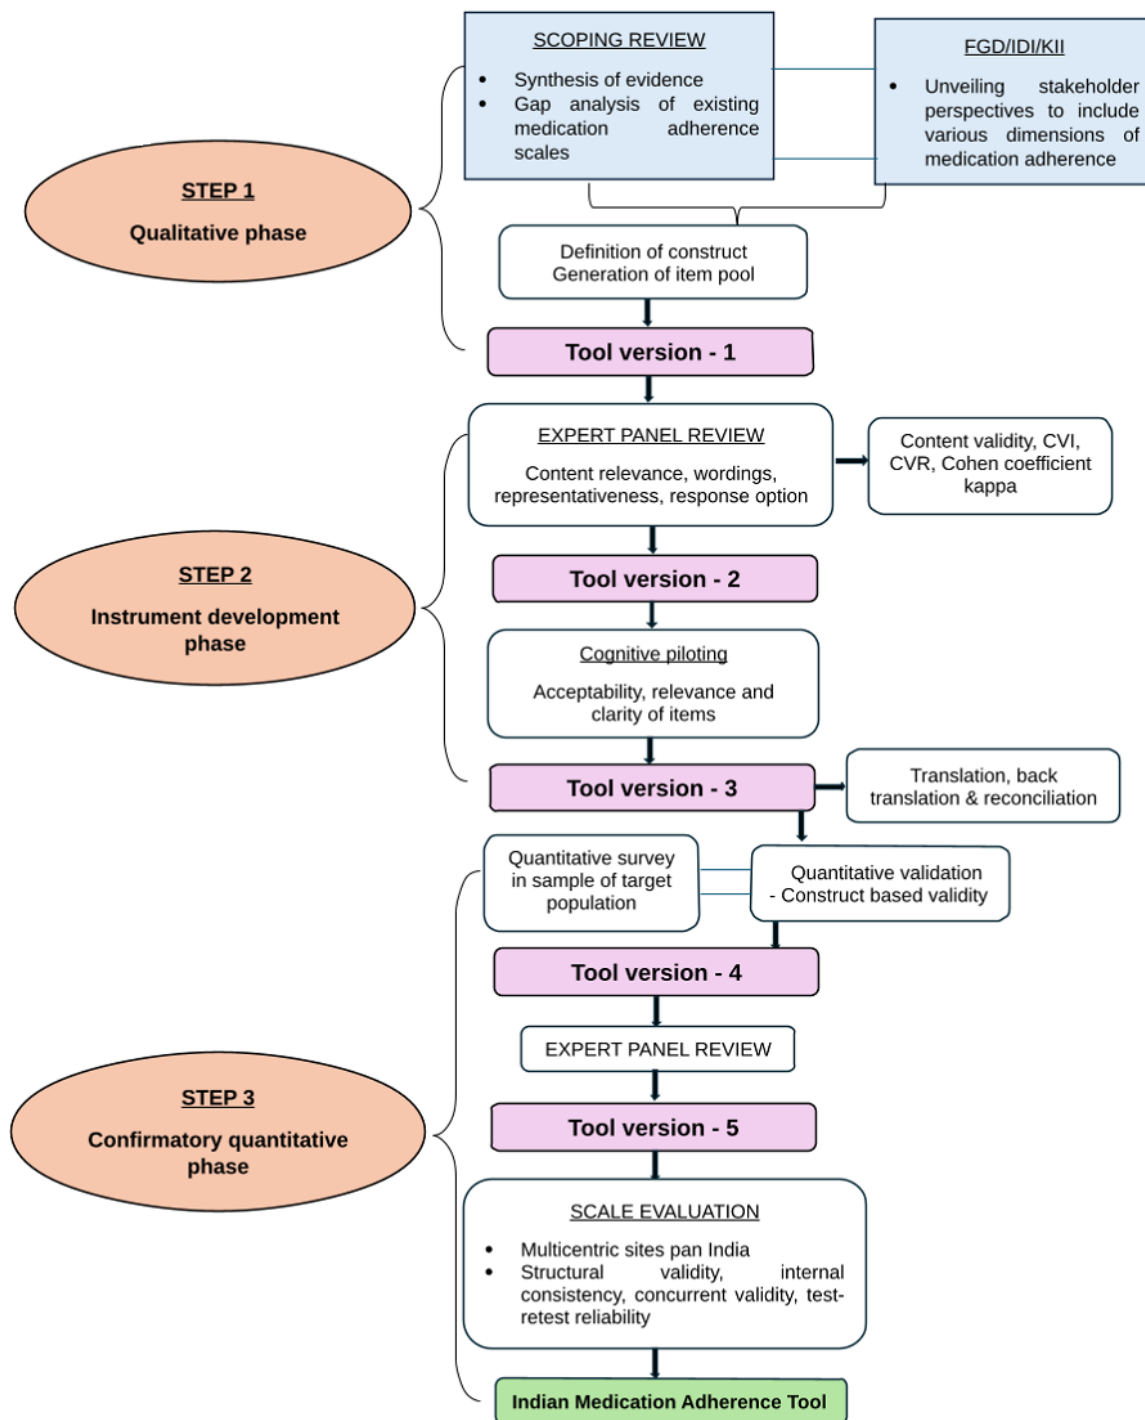 SCOPING REVIEW
• Synthesis of evidence
• Gap analysis of existing
medication adherence
scales
FGD/IDI/KII
• Unveiling stakeholder
perspectives to include
various dimensions of
medication adherence
STEP 1
Qualitative phase
Definition of construct
Generation of item pool
Tool version - 1
EXPERT PANEL REVIEW
Content relevance, wordings,
representativeness, response option
Content validity, CVI,
CVR, Cohen coefficient
kappa
STEP 2
Instrument development
phase
Tool version - 2
Cognitive piloting
Acceptability, relevance and
clarity of items
Tool version - 3
Translation, back
translation & reconciliation
Quantitative survey
in sample of target
population
Quantitative validation
- Construct based validity
Tool version - 4
EXPERT PANEL REVIEW
STEP 3
Confirmatory quantitative
phase
Tool version - 5
SCALE EVALUATION
• Multicentric sites pan India
• Structural validity, internal
consistency, concurrent validity, test-
retest reliability
Indian Medication Adherence Tool